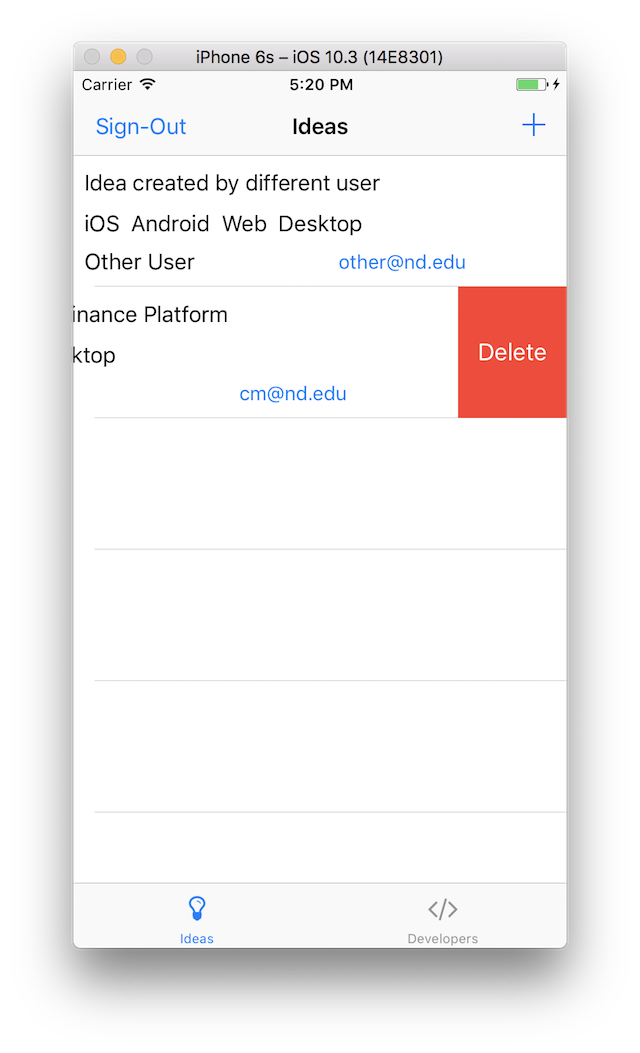 iPhone 6s – iOS 10.3 (14E8301)
Carrier 5:20 PM
Sign-Out Ideas +
Idea created by different user
iOS Android Web Desktop
Other User other@nd.edu
inance Platform
ktop
Delete
cm@nd.edu
Ideas </> Developers